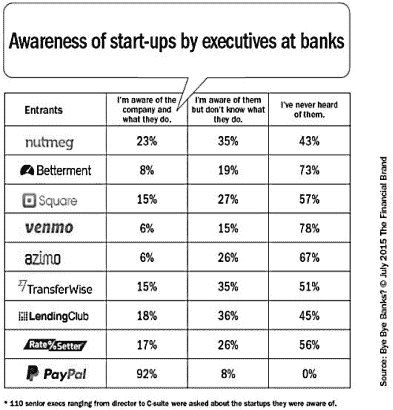 Awareness of start-ups by executives at banks
Entrants
I'm aware of the
company and
what they do.
I'm aware of them
but don't know what
they do.
I've never heard
of them.
nutmeg 23% 35% 43%
Betterment 8% 19% 73%
Square 15% 27% 57%
venmo 6% 15% 78%
azimo 6% 26% 67%
TransferWise 15% 35% 51%
LendingClub 18% 36% 45%
Rate%Setter 17% 26% 56%
PayPal 92% 8% 0%
* 110 senior execs ranging from director to C-suite were asked about the startups they were aware of.
Source: Bye Bye Banks? © July 2015 The Financial Brand